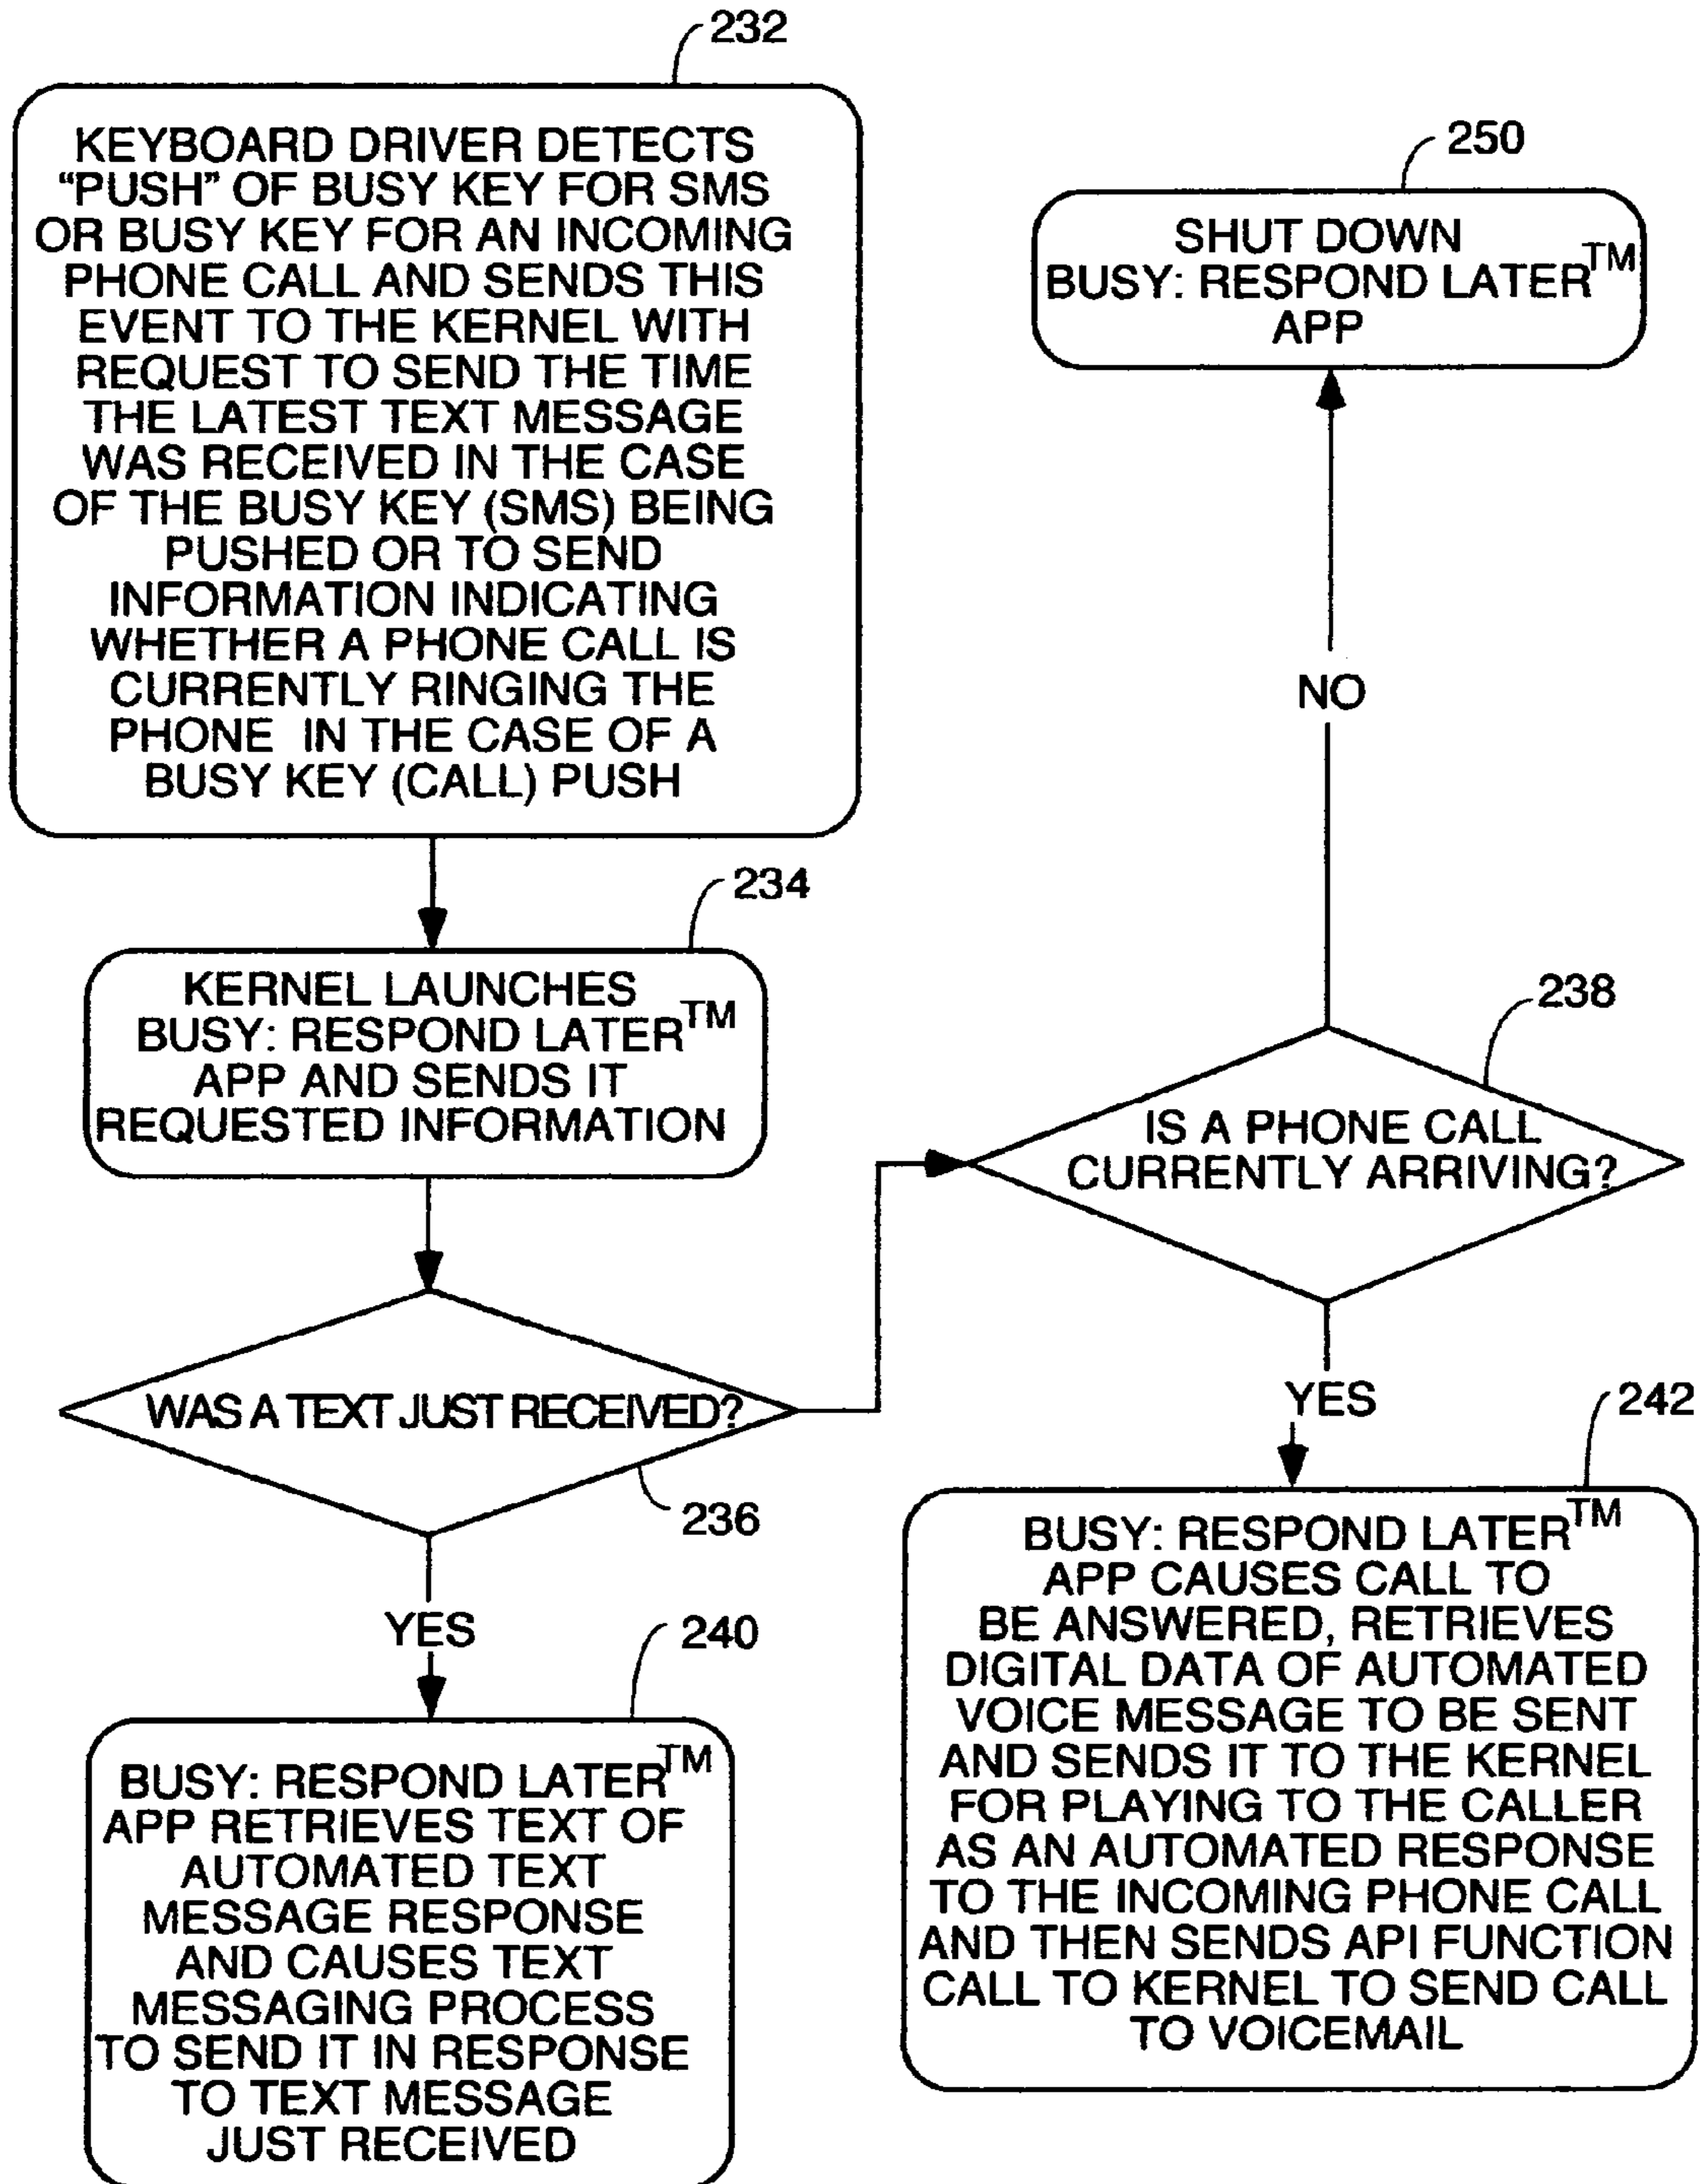 232
KEYBOARD DRIVER DETECTS
“PUSH” OF BUSY KEY FOR SMS
OR BUSY KEY FOR AN INCOMING
PHONE CALL AND SENDS THIS
EVENT TO THE KERNEL WITH
REQUEST TO SEND THE TIME
THE LATEST TEXT MESSAGE
WAS RECEIVED IN THE CASE
OF THE BUSY KEY (SMS) BEING
PUSHED OR TO SEND
INFORMATION INDICATING
WHETHER A PHONE CALL IS
CURRENTLY RINGING THE
PHONE IN THE CASE OF A
BUSY KEY (CALL) PUSH
234
KERNEL LAUNCHES
BUSY: RESPOND LATER™
APP AND SENDS IT
REQUESTED INFORMATION
WAS A TEXT JUST RECEIVED?
236
YES
240
BUSY: RESPOND LATER™
APP RETRIEVES TEXT OF
AUTOMATED TEXT
MESSAGE RESPONSE
AND CAUSES TEXT
MESSAGING PROCESS
TO SEND IT IN RESPONSE
TO TEXT MESSAGE
JUST RECEIVED
250
SHUT DOWN
BUSY: RESPOND LATER™
APP
NO
238
IS A PHONE CALL
CURRENTLY ARRIVING?
YES
242
BUSY: RESPOND LATER™
APP CAUSES CALL TO
BE ANSWERED, RETRIEVES
DIGITAL DATA OF AUTOMATED
VOICE MESSAGE TO BE SENT
AND SENDS IT TO THE KERNEL
FOR PLAYING TO THE CALLER
AS AN AUTOMATED RESPONSE
TO THE INCOMING PHONE CALL
AND THEN SENDS API FUNCTION
CALL TO KERNEL TO SEND CALL
TO VOICEMAIL